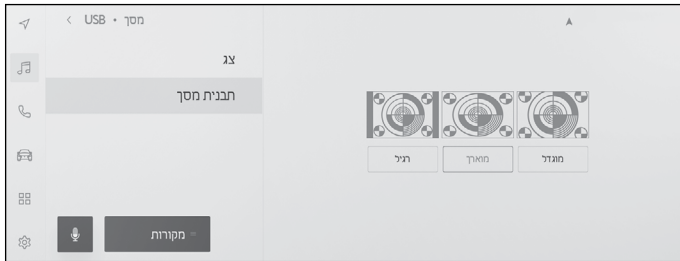 מסך • USB
צג
תבנית מסך
רגיל
מוארך
מוגדל
מקורות